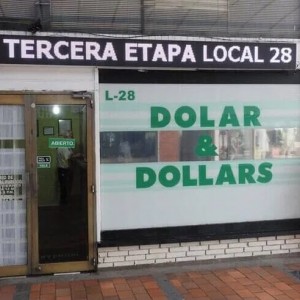 TERCERA ETAPA LOCAL 28
L-28
DOLAR
&
DOLLARS
ABIERTO